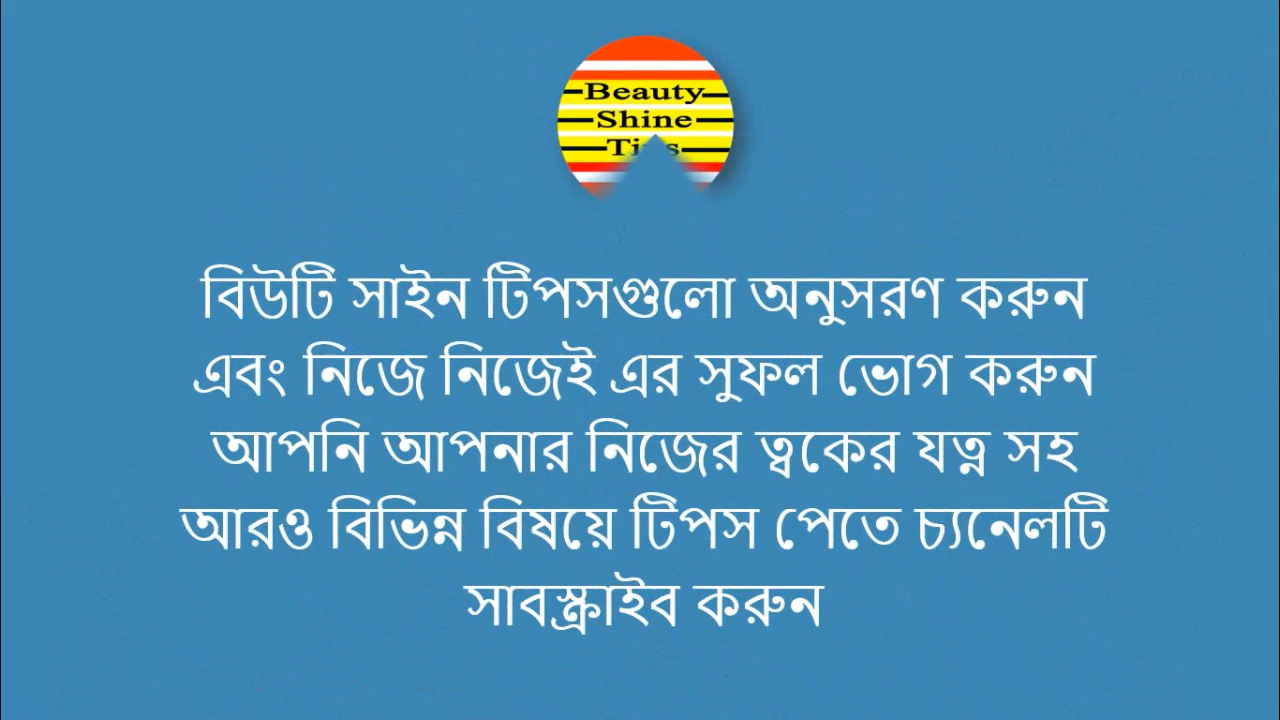 Beauty
Shine
বিউটি সাইন টিপসগুলো অনুসরণ করুন
এবং নিজে নিজেই এর সুফল ভোগ করুন
আপনি আপনার নিজের ত্বকের যত্ন সহ
আরও বিভিন্ন বিষয়ে টিপস পেতে চ্যনেলটি
সাবস্ক্রাইব করুন